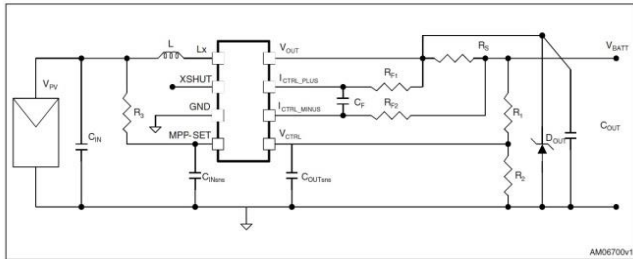 L
Lx
VOUT
RS
VBATT
VPV
XSHUT
ICTRL_PLUS
RF1
CF
GND
ICTRL_MINUS
RF2
R3
R1
MPP-SET
VCTRL
DOUT
COUT
CIN
CINsns
COUTsns
R2
AM06700v1